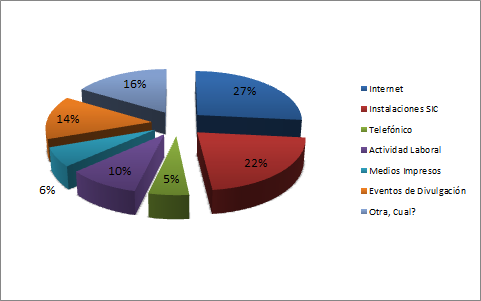 27%
22%
5%
10%
6%
14%
16%
Internet
Instalaciones SIC
Telefónico
Actividad Laboral
Medios Impresos
Eventos de Divulgación
Otra, Cual?